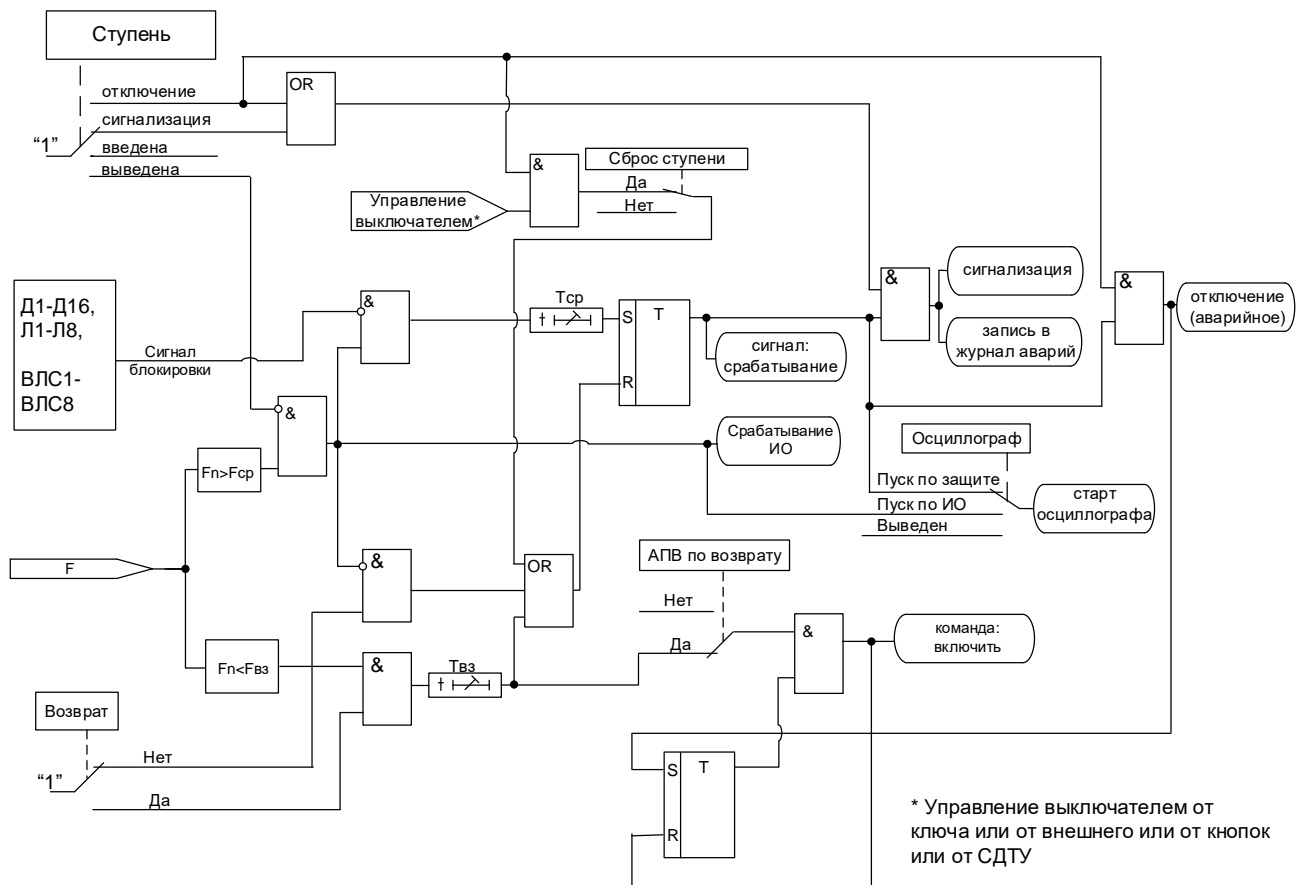 Ступень
отключение
OR
сигнализация
“1”
введена
выведена
&
Сброс ступени
Да
Нет
Управление
выключателем*
Д1-Д16,
Л1-Л8,
ВЛС1-
ВЛС8
Сигнал
блокировки
&
Tср
S
T
R
сигнал:
срабатывание
&
сигнализация
запись в
журнал аварий
&
отключение
(аварийное)
&
Fn>Fср
Срабатывание
ИО
Осциллограф
Пуск по защите
Пуск по ИО
Выведен
старт
осциллографа
F
&
OR
АПВ по возврату
Нет
Да
&
команда:
включить
Fn<Fвз
&
Tвз
Возврат
“1”
Нет
Да
S
T
R
* Управление выключателем от
ключа или от внешнего или от кнопок
или от СДТУ